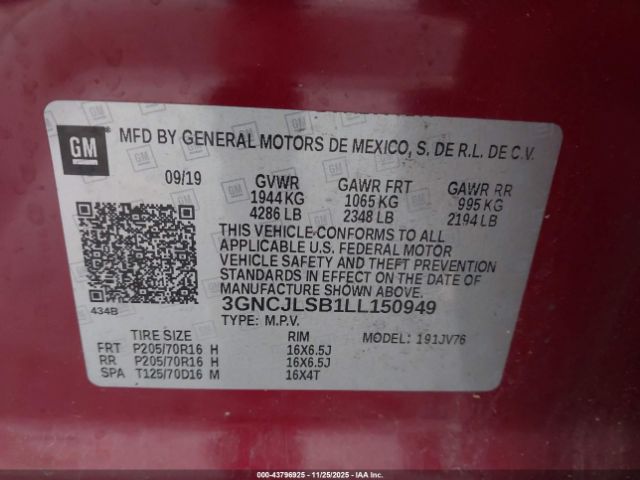 GM
MFD BY GENERAL MOTORS DE MEXICO, S. DE R.L. DE C.V.
09/19 GVWR GAWR FRT GAWR RR
1944 KG 1065 KG 995 KG
4286 LB 2348 LB 2194 LB
THIS VEHICLE CONFORMS TO ALL
APPLICABLE U.S. FEDERAL MOTOR
VEHICLE SAFETY AND THEFT PREVENTION
STANDARDS IN EFFECT ON THE DATE OF
MANUFACTURE SHOWN ABOVE.
3GNCJLSB1LL150949
434B TYPE: M.P.V.
TIRE SIZE RIM MODEL: 191JV76
FRT P205/70R16 H 16X6.5J
RR P205/70R16 H 16X6.5J
SPA T125/70D16 M 16X4T
000-43796925 - 11/25/2025 - IAA Inc.